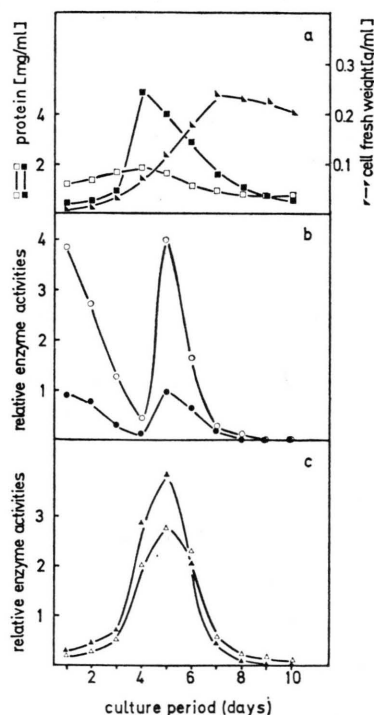 a
protein [mg/ml]
4
2
0.3
0.2
0.1
cell fresh weight [g/ml]
b
relative enzyme activities
4
3
2
1
c
relative enzyme activities
3
2
1
2 4 6 8 10
culture period (days)